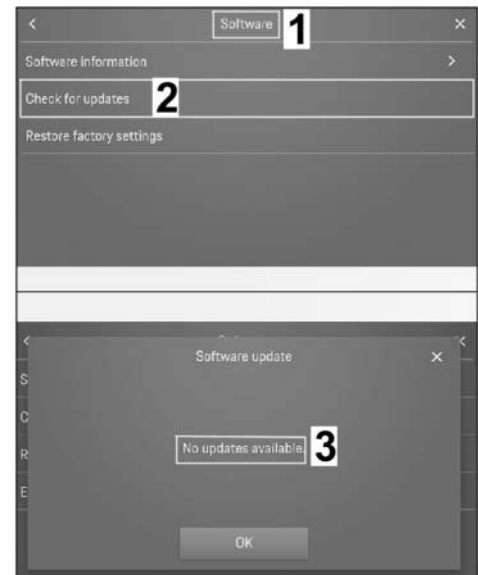 < Software 1 ×
Software information >
Check for updates 2
Restore factory settings
< ×
Software update ×
S
C
No updates available. 3
R
E
OK